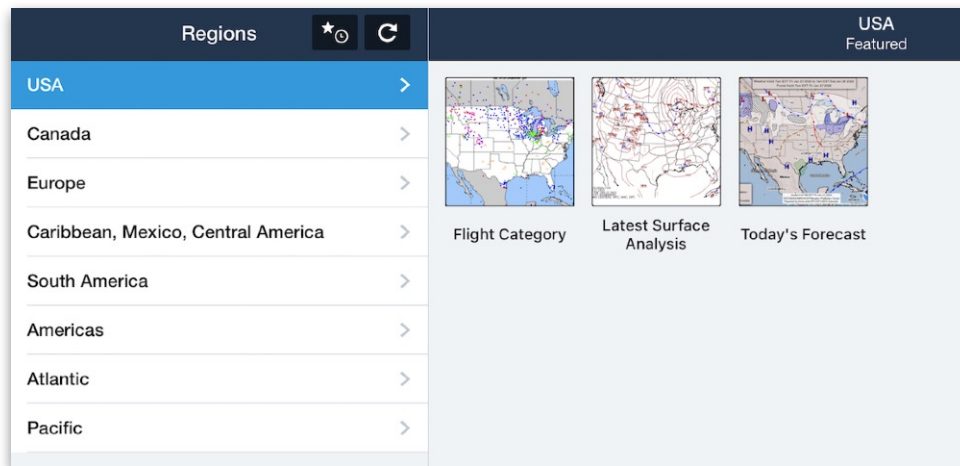 Regions
USA
Canada
Europe
Caribbean, Mexico, Central America
South America
Americas
Atlantic
Pacific
USA
Featured
Flight Category
Latest Surface
Analysis
Today's Forecast